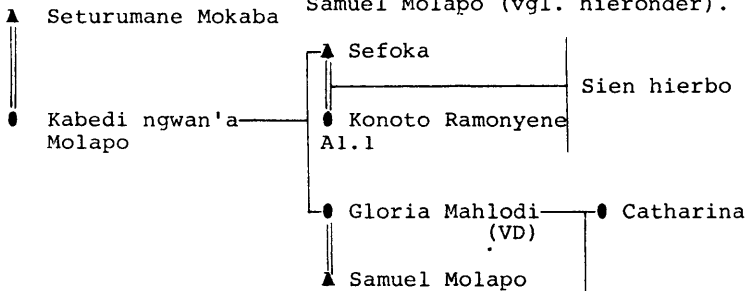 Samuel Molapo (vgl. hieronder).
Seturumane Mokaba
Sefoka
Sien hierbo
Kabedi ngwan'a
Molapo
Konoto Ramonyene
A1.1
Gloria Mahlodi
(VD)
Catharina
Samuel Molapo